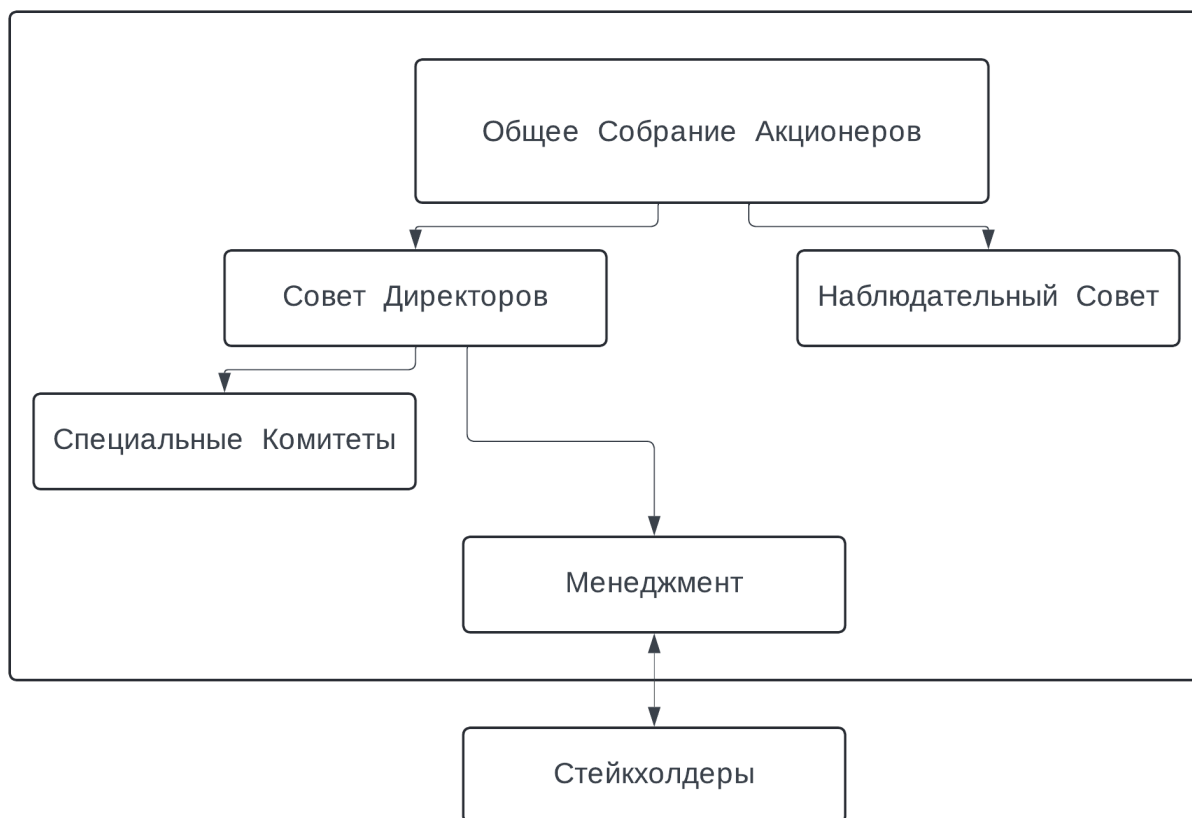 Общее Собрание Акционеров
Совет Директоров
Наблюдательный Совет
Специальные Комитеты
Менеджмент
Стейкхолдеры